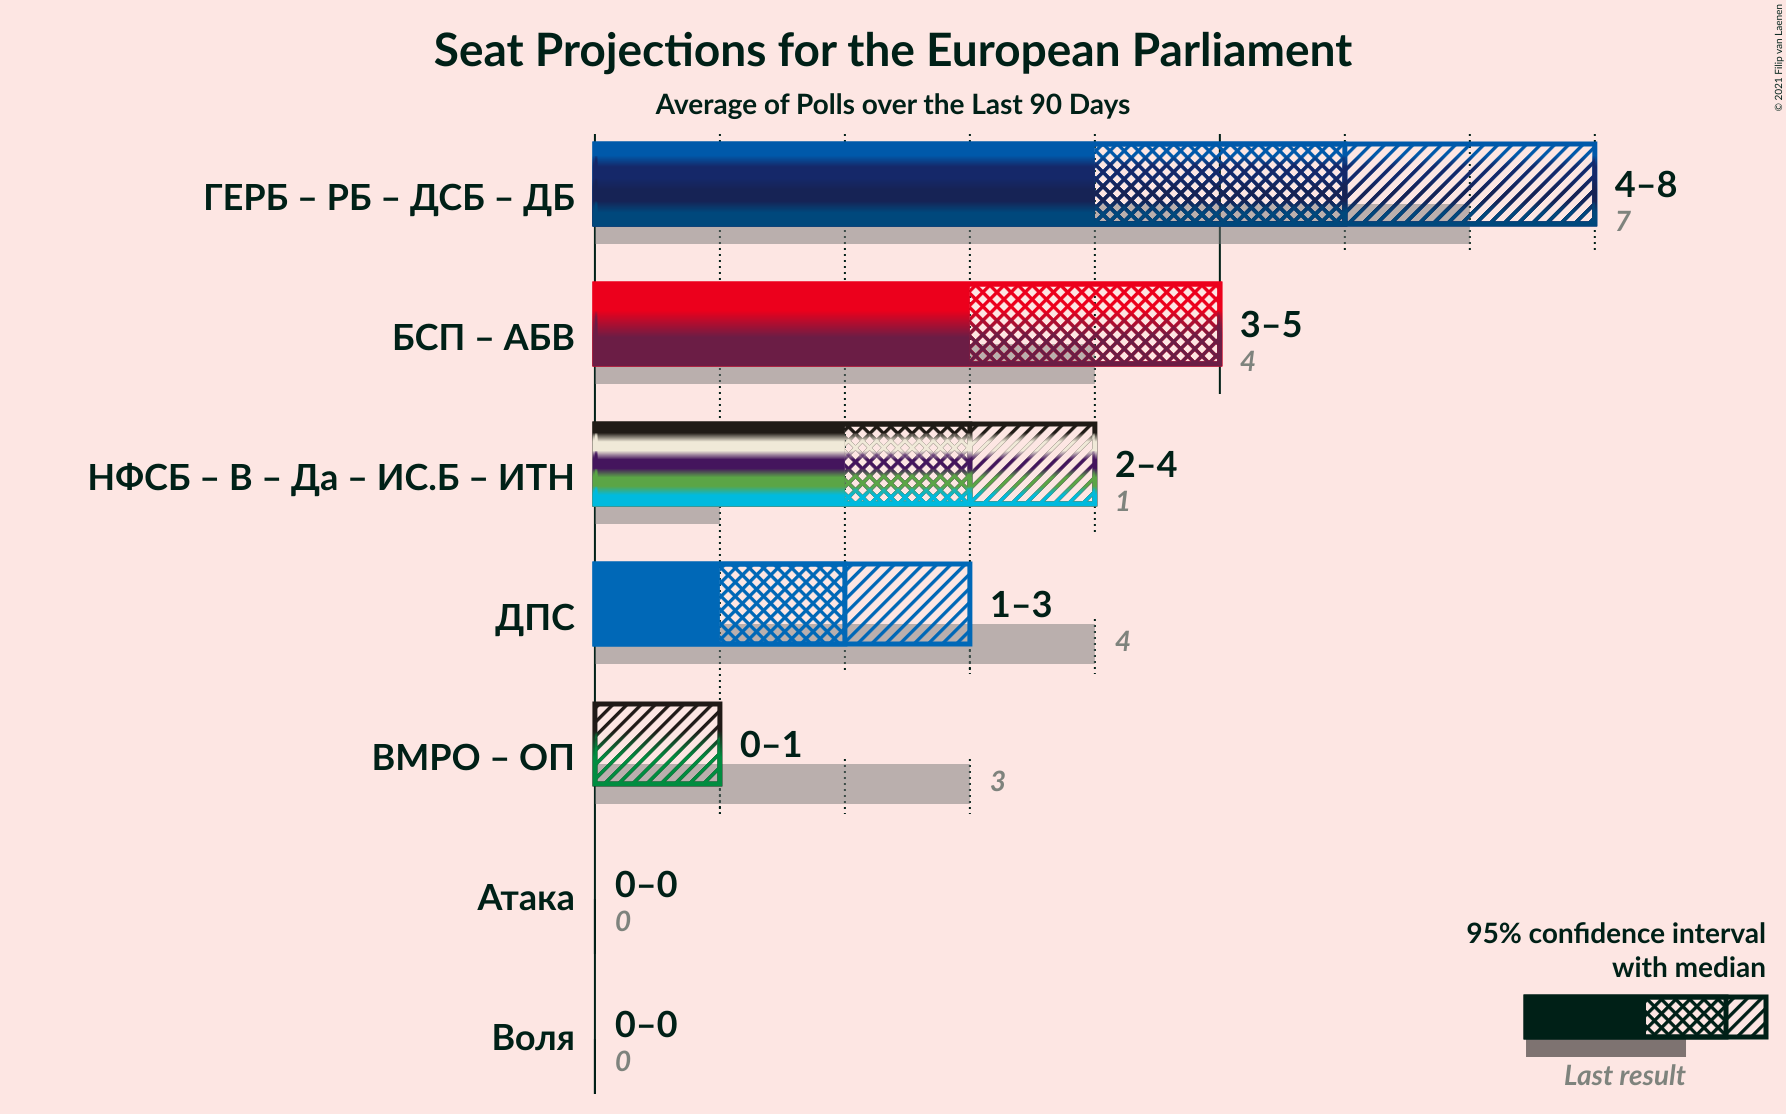 Seat Projections for the European Parliament
Average of Polls over the Last 90 Days
© 2021 Filip van Laenen
ГЕРБ – РБ – ДСБ – ДБ
4–8
7
БСП – АБВ
3–5
4
НФСБ – В – Да – ИС.Б – ИТН
2–4
1
ДПС
1–3
4
ВМРО – ОП
0–1
3
Атака
0–0
0
Воля
0–0
0
95% confidence interval
with median
Last result